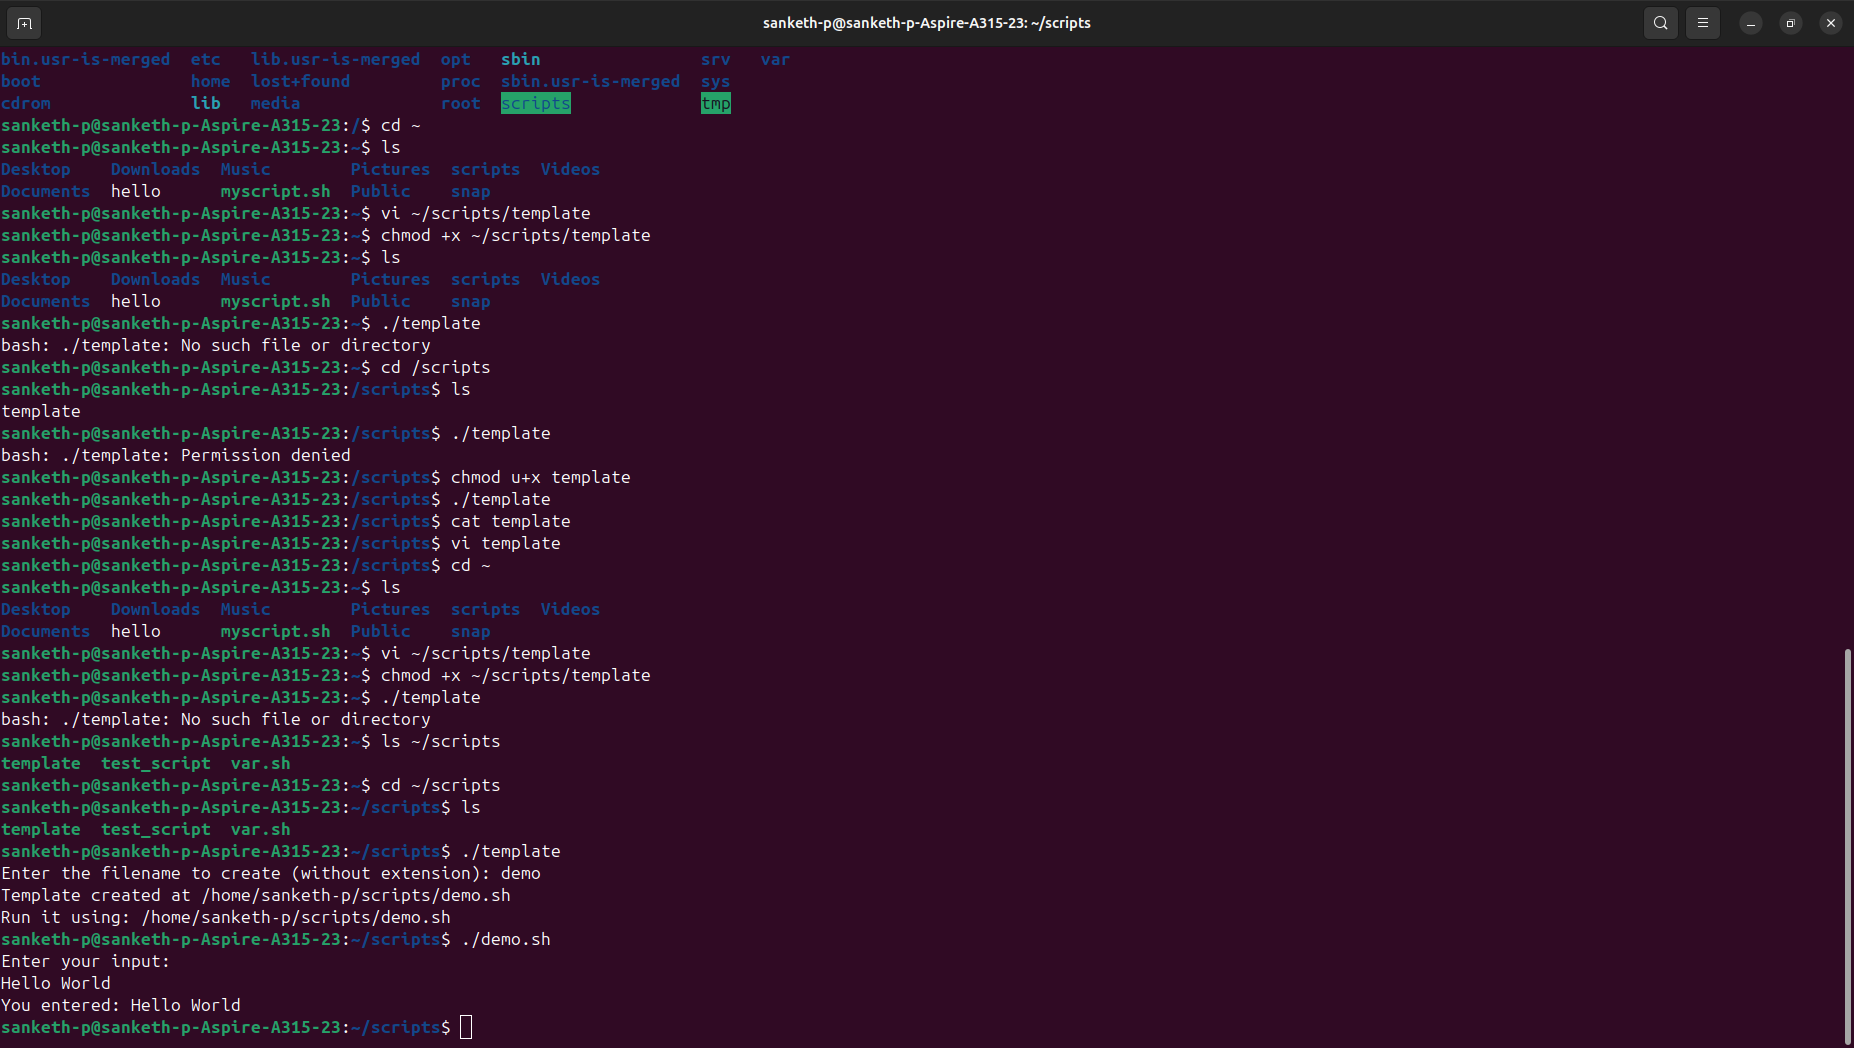 sanketh-p@sanketh-p-Aspire-A315-23: ~/scripts
bin.usr-is-merged  etc   lib.usr-is-merged  opt   sbin                srv   var
boot               home  lost+found         proc  sbin.usr-is-merged  sys
cdrom              lib   media              root  scripts             tmp
sanketh-p@sanketh-p-Aspire-A315-23:/$ cd ~
sanketh-p@sanketh-p-Aspire-A315-23:~$ ls
Desktop    Downloads  Music        Pictures  scripts  Videos
Documents  hello      myscript.sh  Public    snap
sanketh-p@sanketh-p-Aspire-A315-23:~$ vi ~/scripts/template
sanketh-p@sanketh-p-Aspire-A315-23:~$ chmod +x ~/scripts/template
sanketh-p@sanketh-p-Aspire-A315-23:~$ ls
Desktop    Downloads  Music        Pictures  scripts  Videos
Documents  hello      myscript.sh  Public    snap
sanketh-p@sanketh-p-Aspire-A315-23:~$ ./template
bash: ./template: No such file or directory
sanketh-p@sanketh-p-Aspire-A315-23:~$ cd /scripts
sanketh-p@sanketh-p-Aspire-A315-23:/scripts$ ls
template
sanketh-p@sanketh-p-Aspire-A315-23:/scripts$ ./template
bash: ./template: Permission denied
sanketh-p@sanketh-p-Aspire-A315-23:/scripts$ chmod u+x template
sanketh-p@sanketh-p-Aspire-A315-23:/scripts$ ./template
sanketh-p@sanketh-p-Aspire-A315-23:/scripts$ cat template
sanketh-p@sanketh-p-Aspire-A315-23:/scripts$ vi template
sanketh-p@sanketh-p-Aspire-A315-23:/scripts$ cd ~
sanketh-p@sanketh-p-Aspire-A315-23:~$ ls
Desktop    Downloads  Music        Pictures  scripts  Videos
Documents  hello      myscript.sh  Public    snap
sanketh-p@sanketh-p-Aspire-A315-23:~$ vi ~/scripts/template
sanketh-p@sanketh-p-Aspire-A315-23:~$ chmod +x ~/scripts/template
sanketh-p@sanketh-p-Aspire-A315-23:~$ ./template
bash: ./template: No such file or directory
sanketh-p@sanketh-p-Aspire-A315-23:~$ ls ~/scripts
template  test_script  var.sh
sanketh-p@sanketh-p-Aspire-A315-23:~$ cd ~/scripts
sanketh-p@sanketh-p-Aspire-A315-23:~/scripts$ ls
template  test_script  var.sh
sanketh-p@sanketh-p-Aspire-A315-23:~/scripts$ ./template
Enter the filename to create (without extension): demo
Template created at /home/sanketh-p/scripts/demo.sh
Run it using: /home/sanketh-p/scripts/demo.sh
sanketh-p@sanketh-p-Aspire-A315-23:~/scripts$ ./demo.sh
Enter your input:
Hello World
You entered: Hello World
sanketh-p@sanketh-p-Aspire-A315-23:~/scripts$